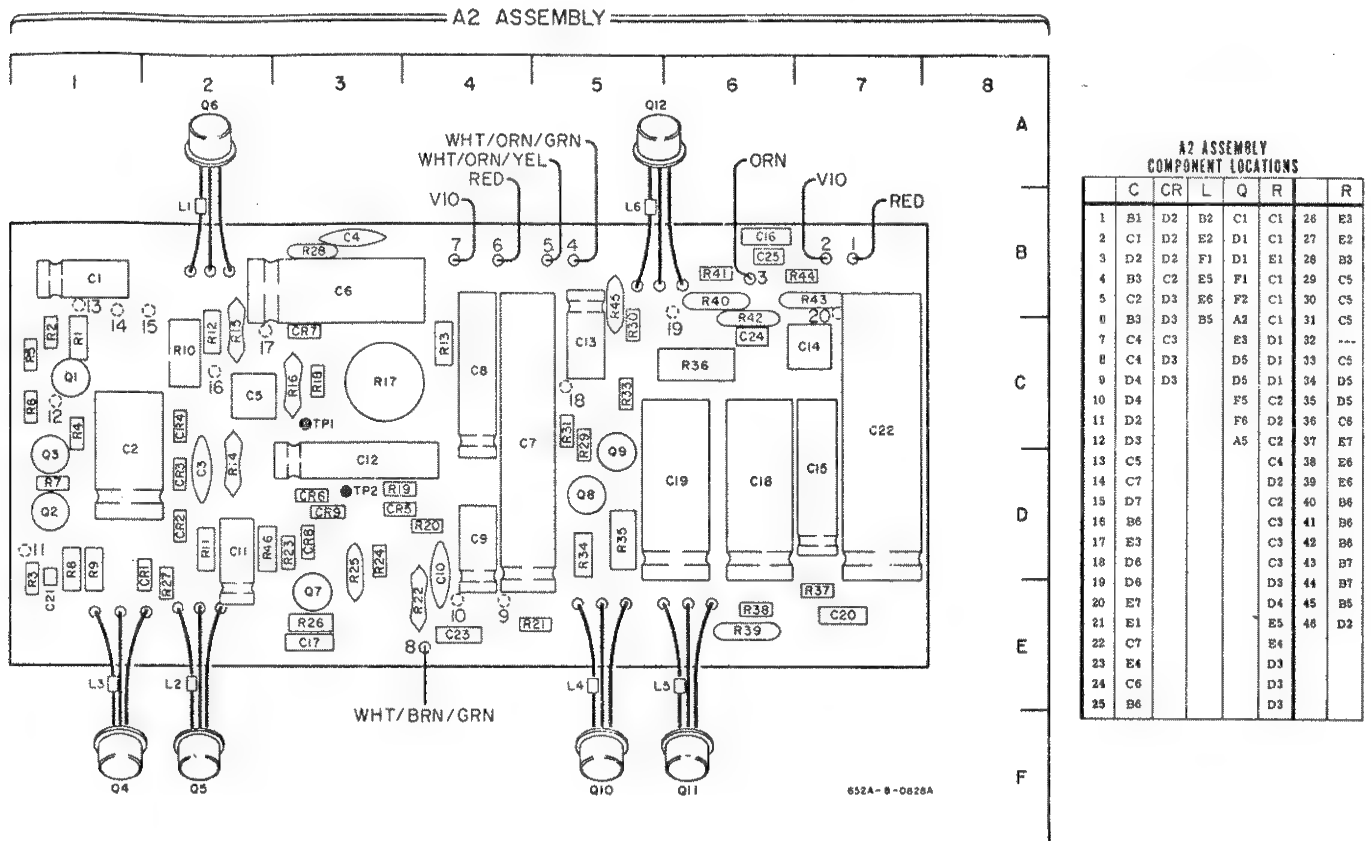 A2 ASSEMBLY
1 2 3 4 5 6 7 8
Q6
Q12
A
WHT/ORN/GRN
WHT/ORN/YEL
RED
ORN
VIO
VIO
RED
L1
L6
B
C4
R28
7 6 5 4
C16
C25
2 1
R41
3
R44
C1
C6
R45
R40
R43
13
14
15
R12
R15
17
CR7
R13
R30
19
R42
20
R2
R1
R10
C13
C24
C14
R5
16
R16
R18
R17
C8
R36
C
Q1
C5
18
R33
R6
12
TP1
R4
C2
CR4
R31
C7
C22
Q3
CR3
C3
R14
C12
R29
Q9
C19
C18
C15
R7
CR6
TP2
R19
Q8
Q2
CR2
CR9
CR5
R20
D
11
R11
C11
R46
R23
CR8
R25
R24
C10
C9
R34
R35
R3
C21
R8
R9
CR1
R27
Q7
R22
10
9
R37
R26
C23
R21
R38
C20
C17
8
R39
E
L3
L2
L4
L5
WHT/BRN/GRN
Q4
Q5
Q10
Q11
652A-B-0828A
F
A2 ASSEMBLY
COMPONENT LOCATIONS
C CR L Q R R
1 B1 D2 B2 C1 C1 26 E3
2 C1 D2 E2 D1 C1 27 E2
3 D2 D2 F1 D1 E1 28 B3
4 B3 C2 E5 F1 C1 29 C5
5 C2 D3 E6 F2 C1 30 C5
6 B3 D3 B5 A2 C1 31 C5
7 C4 C3 E3 D1 32 ---
8 C4 D3 D5 D1 33 C5
9 D4 D3 D5 D1 34 D5
10 D4 F5 C2 35 D5
11 D2 F6 D2 36 C6
12 D3 A5 C2 37 E7
13 C5 C4 38 E6
14 C7 D2 39 E6
15 D7 C2 40 B6
16 B6 C3 41 B6
17 E3 C3 42 B6
18 D6 C3 43 B7
19 D6 D3 44 B7
20 E7 D4 45 B5
21 E1 E5 46 D2
22 C7 E4
23 E4 D3
24 C6 D3
25 B6 D3